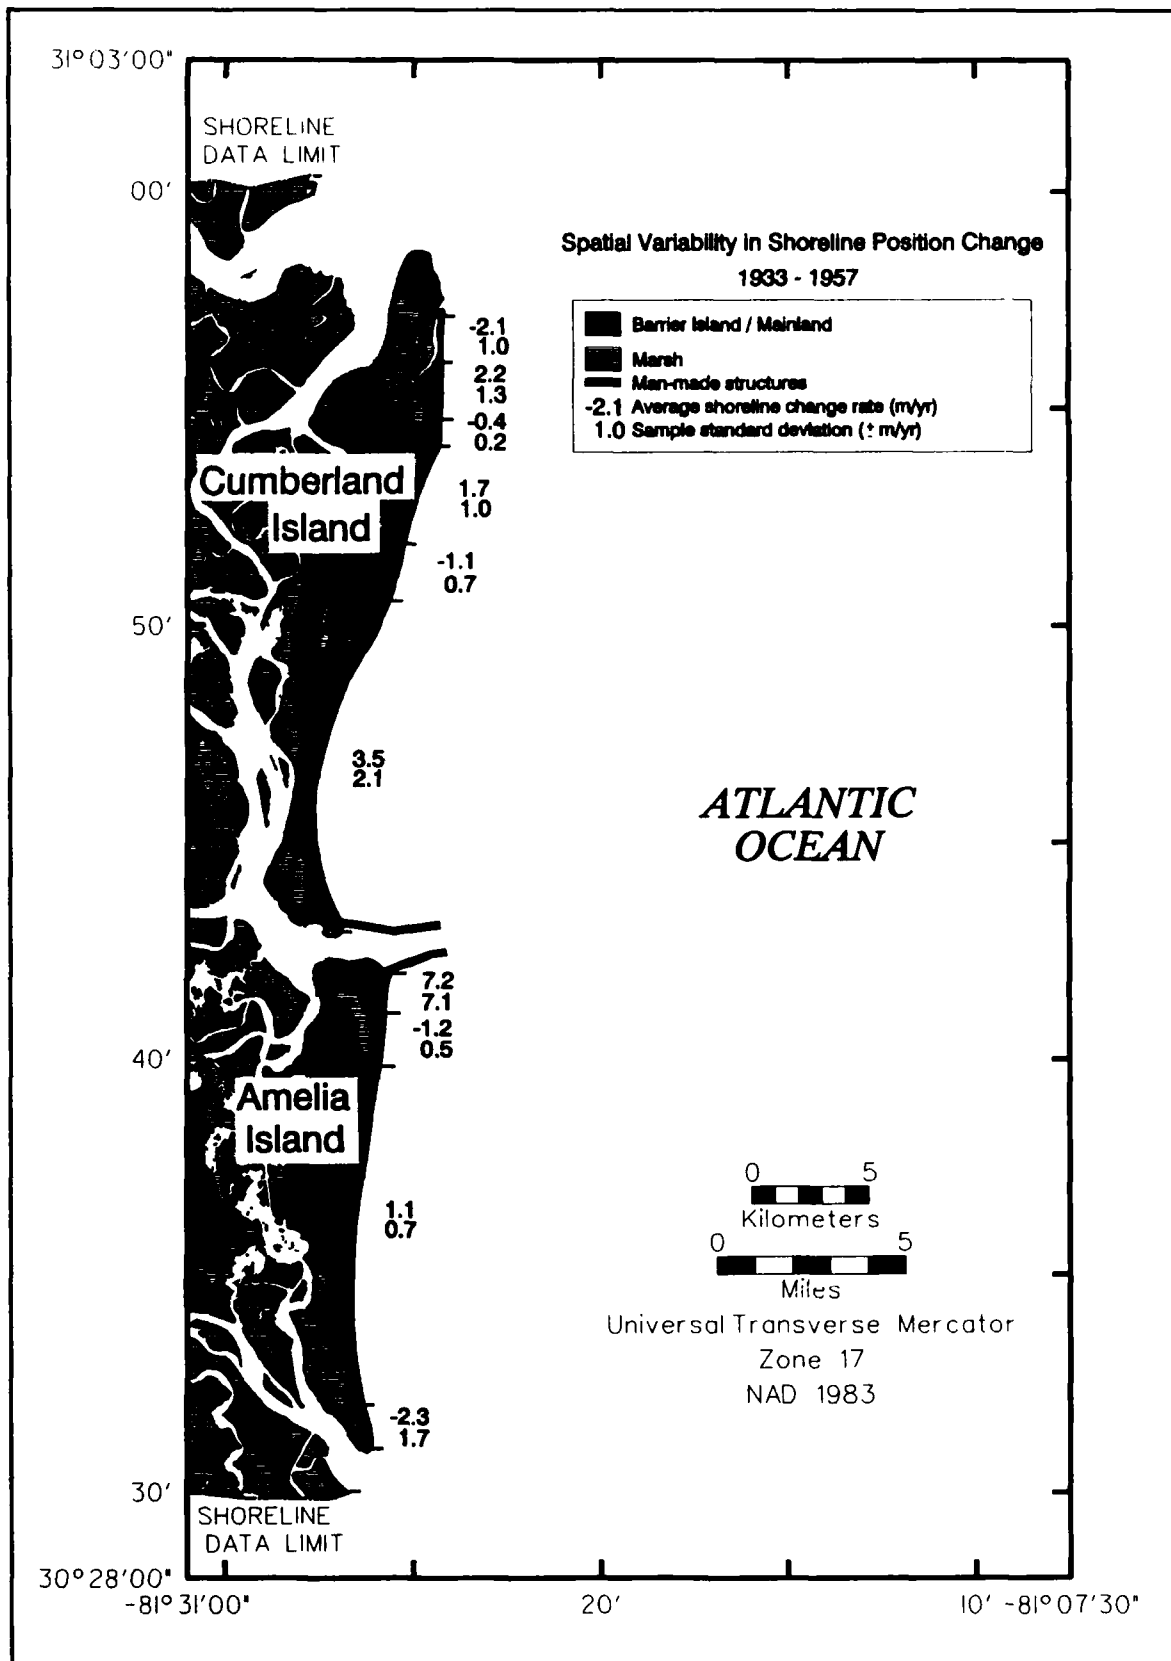 31°03'00"
SHORELINE
DATA LIMIT
00'
Spatial Variability in Shoreline Position Change
1933 - 1957
Barrier Island / Mainland
Marsh
Man-made structures
-2.1 Average shoreline change rate (m/yr)
1.0 Sample standard deviation (± m/yr)
-2.1
1.0
2.2
1.3
-0.4
0.2
Cumberland
Island
1.7
1.0
-1.1
0.7
50'
3.5
2.1
ATLANTIC
OCEAN
7.2
7.1
-1.2
0.5
40'
Amelia
Island
1.1
0.7
0 5
Kilometers
0 5
Miles
Universal Transverse Mercator
Zone 17
NAD 1983
-2.3
1.7
30'
SHORELINE
DATA LIMIT
30°28'00"
-81°31'00" 20' 10' -81°07'30"